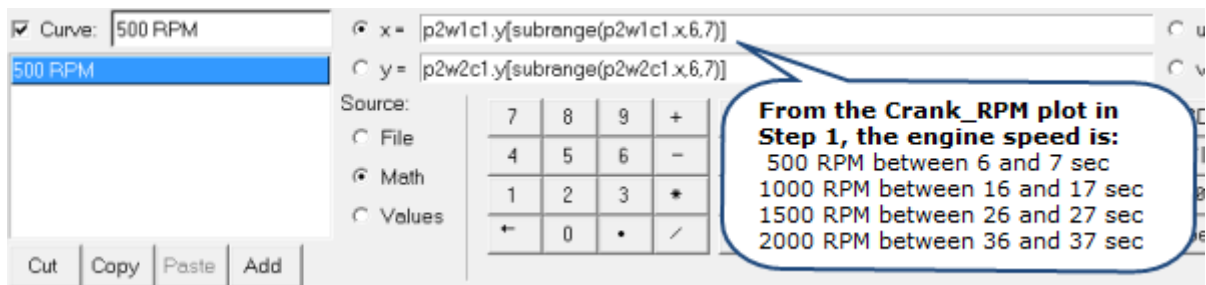 Curve: 500 RPM
x = p2w1c1.y[subrange(p2w1c1.x,6,7)]
500 RPM
y = p2w2c1.y[subrange(p2w2c1.x,6,7)]
Source:
File
Math
Values
7 8 9 +
4 5 6 -
1 2 3 *
← 0 • /
Cut Copy Paste Add
From the Crank_RPM plot in
Step 1, the engine speed is:
500 RPM between 6 and 7 sec
1000 RPM between 16 and 17 sec
1500 RPM between 26 and 27 sec
2000 RPM between 36 and 37 sec